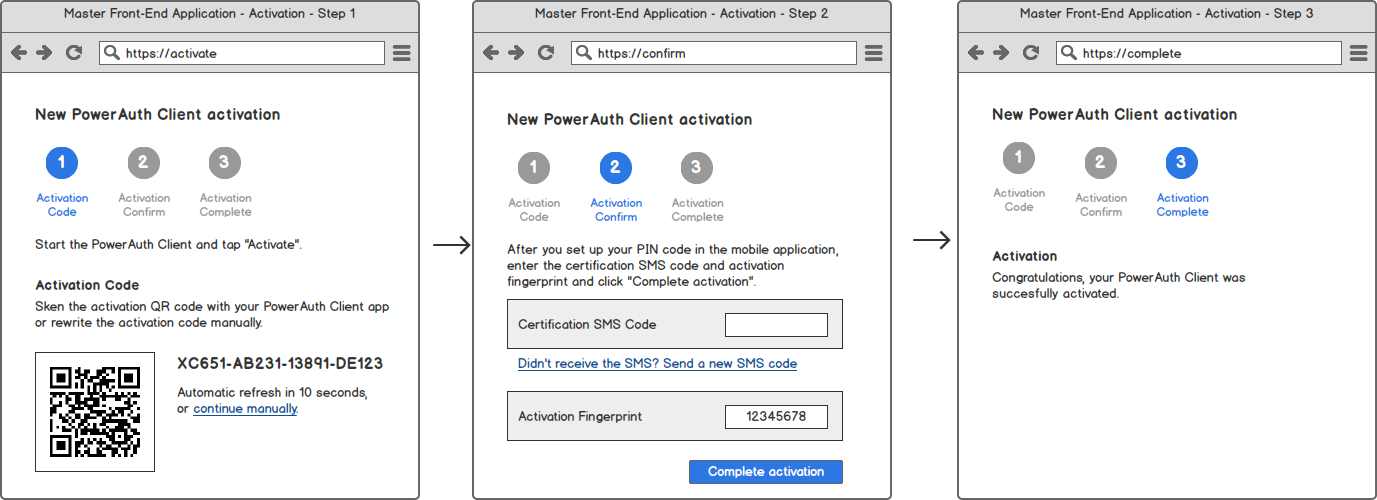 Master Front-End Application - Activation - Step 1
https://activate
New PowerAuth Client activation
1
2
3
Activation Code
Activation Confirm
Activation Complete
Start the PowerAuth Client and tap "Activate".
Activation Code
Sken the activation QR code with your PowerAuth Client app
or rewrite the activation code manually.
XC651-AB231-13891-DE123
Automatic refresh in 10 seconds,
or continue manually.
Master Front-End Application - Activation - Step 2
https://confirm
New PowerAuth Client activation
1
2
3
Activation Code
Activation Confirm
Activation Complete
After you set up your PIN code in the mobile application,
enter the certification SMS code and activation
fingerprint and click "Complete activation".
Certification SMS Code
Didn't receive the SMS? Send a new SMS code
Activation Fingerprint
12345678
Complete activation
Master Front-End Application - Activation - Step 3
https://complete
New PowerAuth Client activation
1
2
3
Activation Code
Activation Confirm
Activation Complete
Activation
Congratulations, your PowerAuth Client was
succesfully activated.